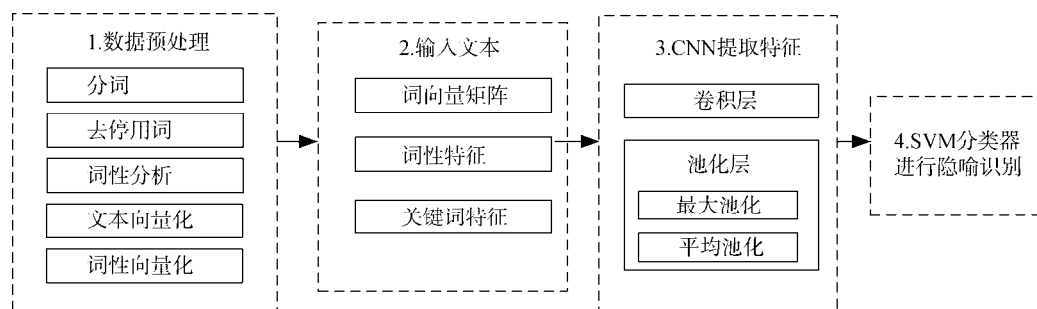 1.数据预处理
分词
去停用词
词性分析
文本向量化
词性向量化
2.输入文本
词向量矩阵
词性特征
关键词特征
3.CNN提取特征
卷积层
池化层
最大池化
平均池化
4.SVM分类器
进行隐喻识别